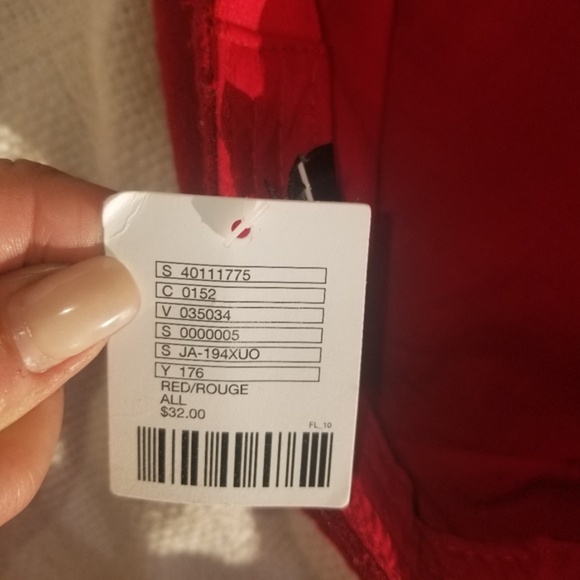 S 40111775
C 0152
V 035034
S 0000005
S JA-194XUO
Y 176
RED/ROUGE
ALL
$32.00
FL_10